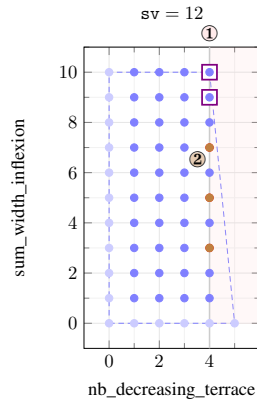 sv = 12
1
10
8
6
4
2
0
2
sum_width_inflexion
0 2 4
nb_decreasing_terrace